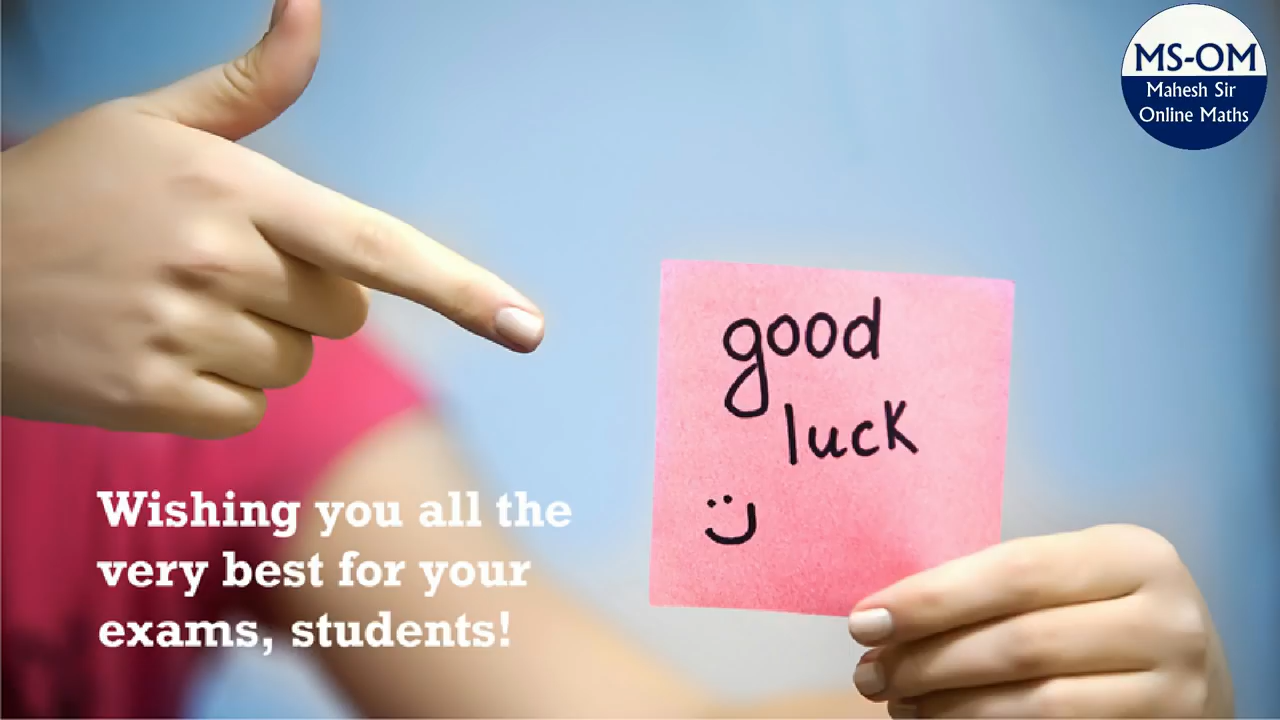 MS-OM
Mahesh Sir
Online Maths
good
luck
Wishing you all the
very best for your
exams, students!